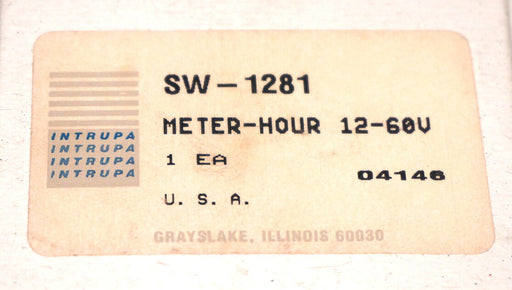 SW-1281
METER-HOUR 12-60V
1 EA
04146
U. S. A.
INTRUPA
INTRUPA
INTRUPA
INTRUPA
GRAYSLAKE, ILLINOIS 60030